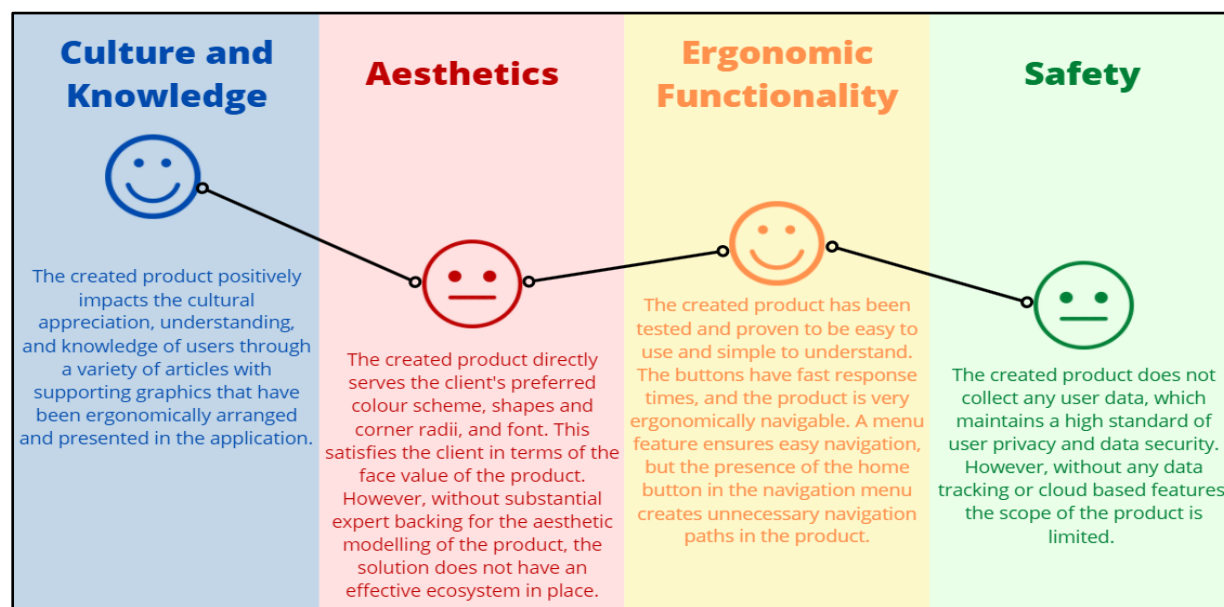 Culture and
Knowledge
The created product positively
impacts the cultural
appreciation, understanding,
and knowledge of users through
a variety of articles with
supporting graphics that have
been ergonomically arranged
and presented in the application.
Aesthetics
The created product directly
serves the client's preferred
colour scheme, shapes and
corner radii, and font. This
satisfies the client in terms of the
face value of the product.
However, without substantial
expert backing for the aesthetic
modelling of the product, the
solution does not have an
effective ecosystem in place.
Ergonomic
Functionality
The created product has been
tested and proven to be easy to
use and simple to understand.
The buttons have fast response
times, and the product is very
ergonomically navigable. A menu
feature ensures easy navigation,
but the presence of the home
button in the navigation menu
creates unnecessary navigation
paths in the product.
Safety
The created product does not
collect any user data, which
maintains a high standard of
user privacy and data security.
However, without any data
tracking or cloud based features
the scope of the product is
limited.